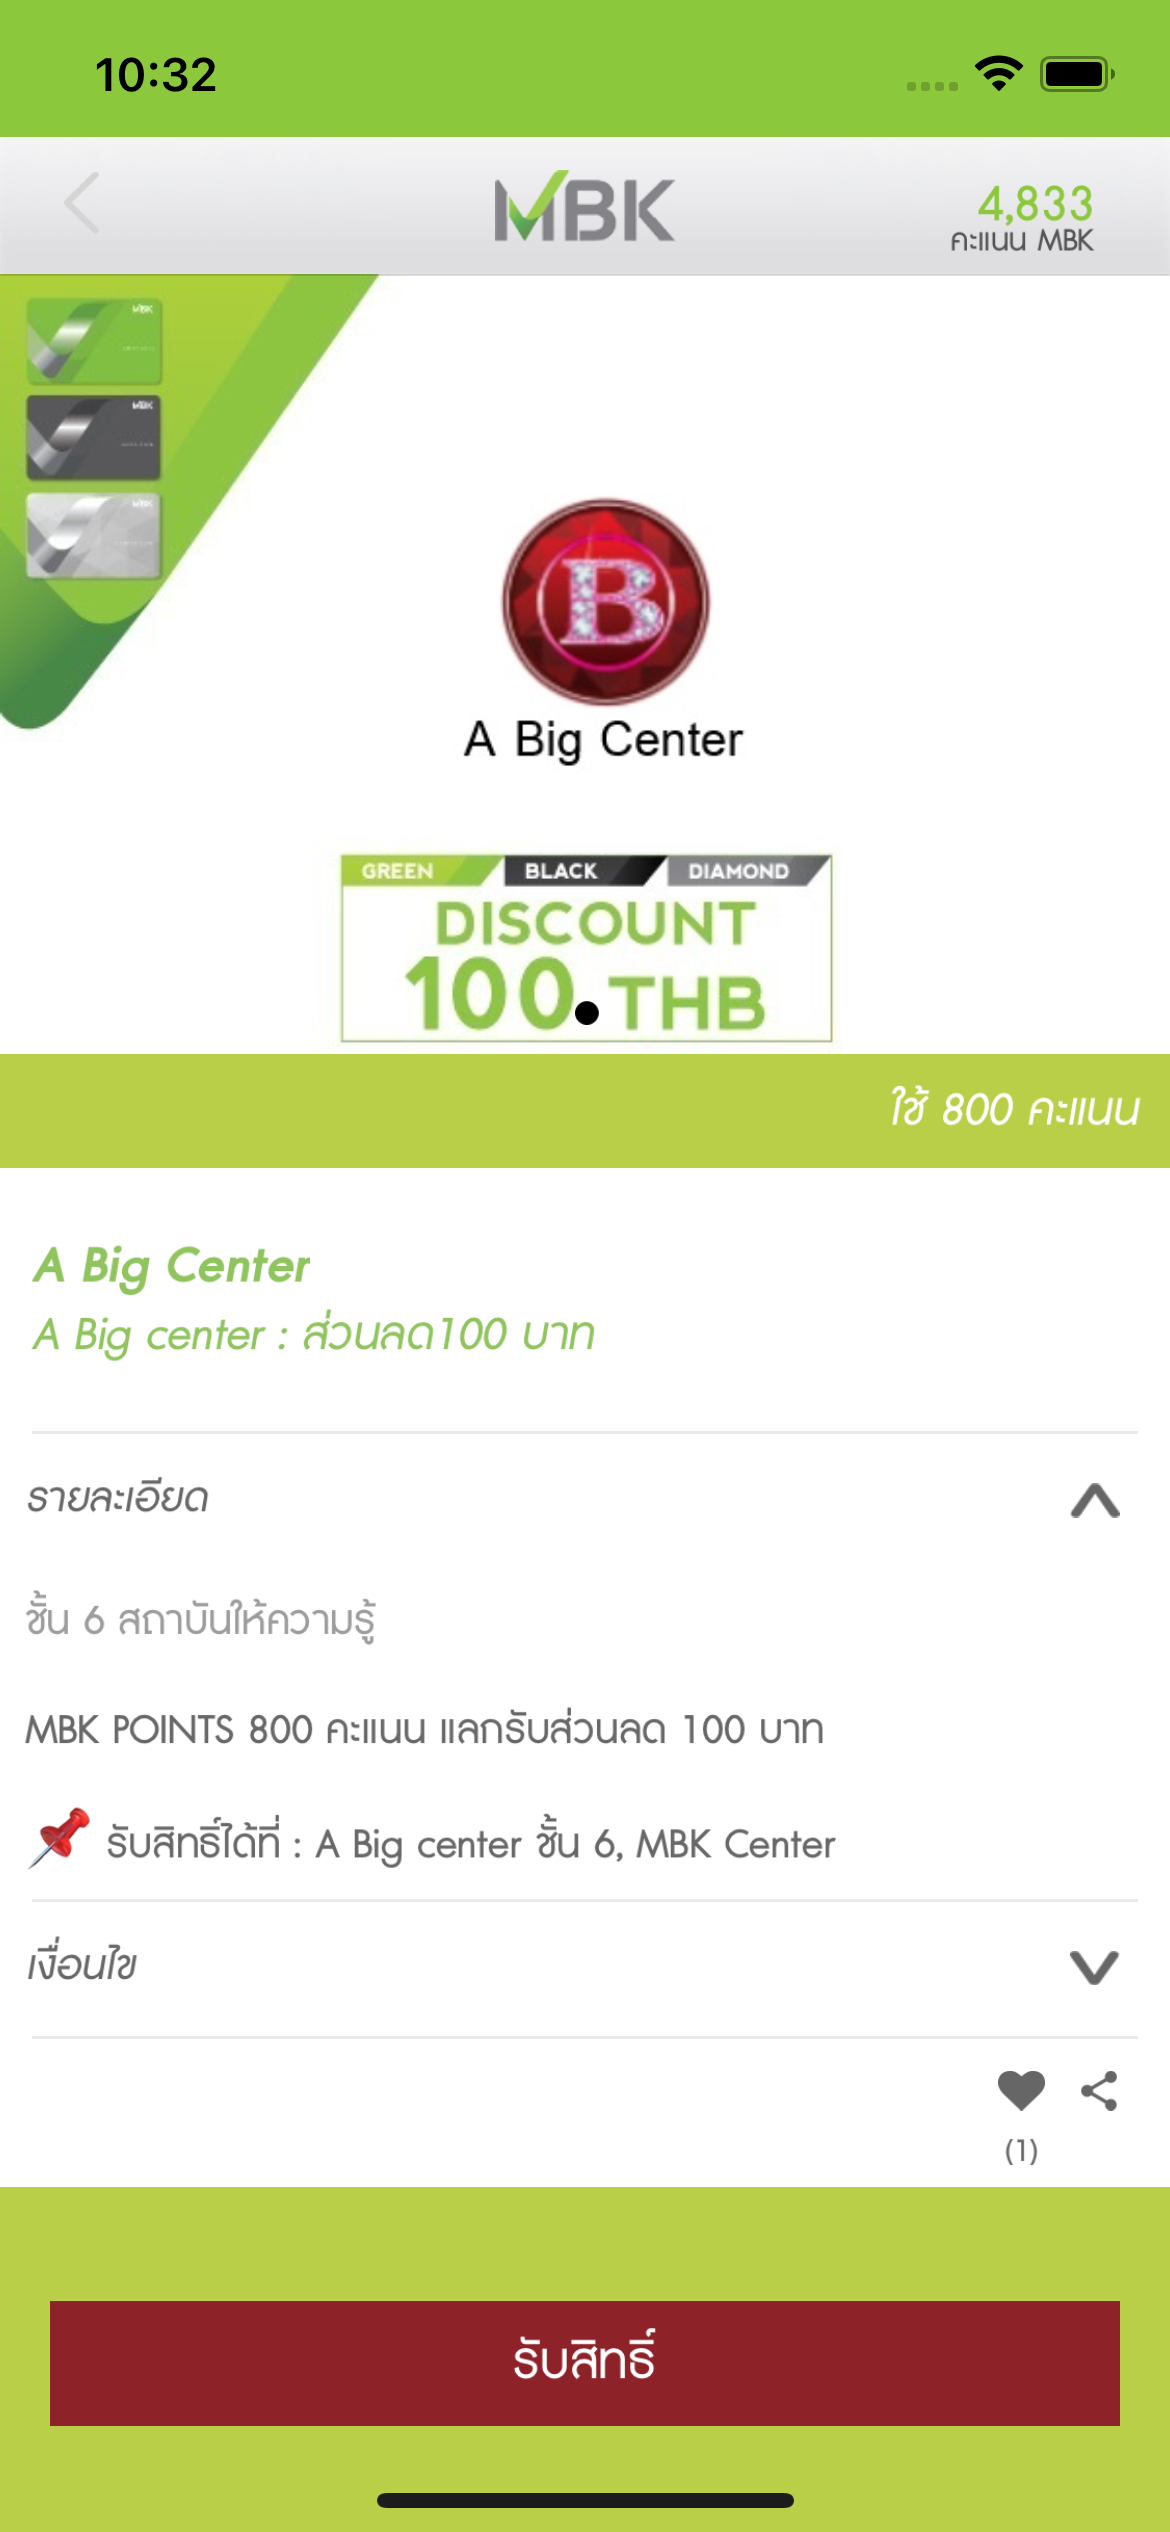 10:32
MBK
4,833
คะแนน MBK
MBK
MBK
MBK
B
A Big Center
GREEN BLACK DIAMOND
DISCOUNT
100 THB
ใช้ 800 คะแนน
A Big Center
A Big center : ส่วนลด100 บาท
รายละเอียด
ชั้น 6 สถาบันให้ความรู้
MBK POINTS 800 คะแนน แลกรับส่วนลด 100 บาท
รับสิทธิ์ได้ที่ : A Big center ชั้น 6, MBK Center
เงื่อนไข
(1)
รับสิทธิ์